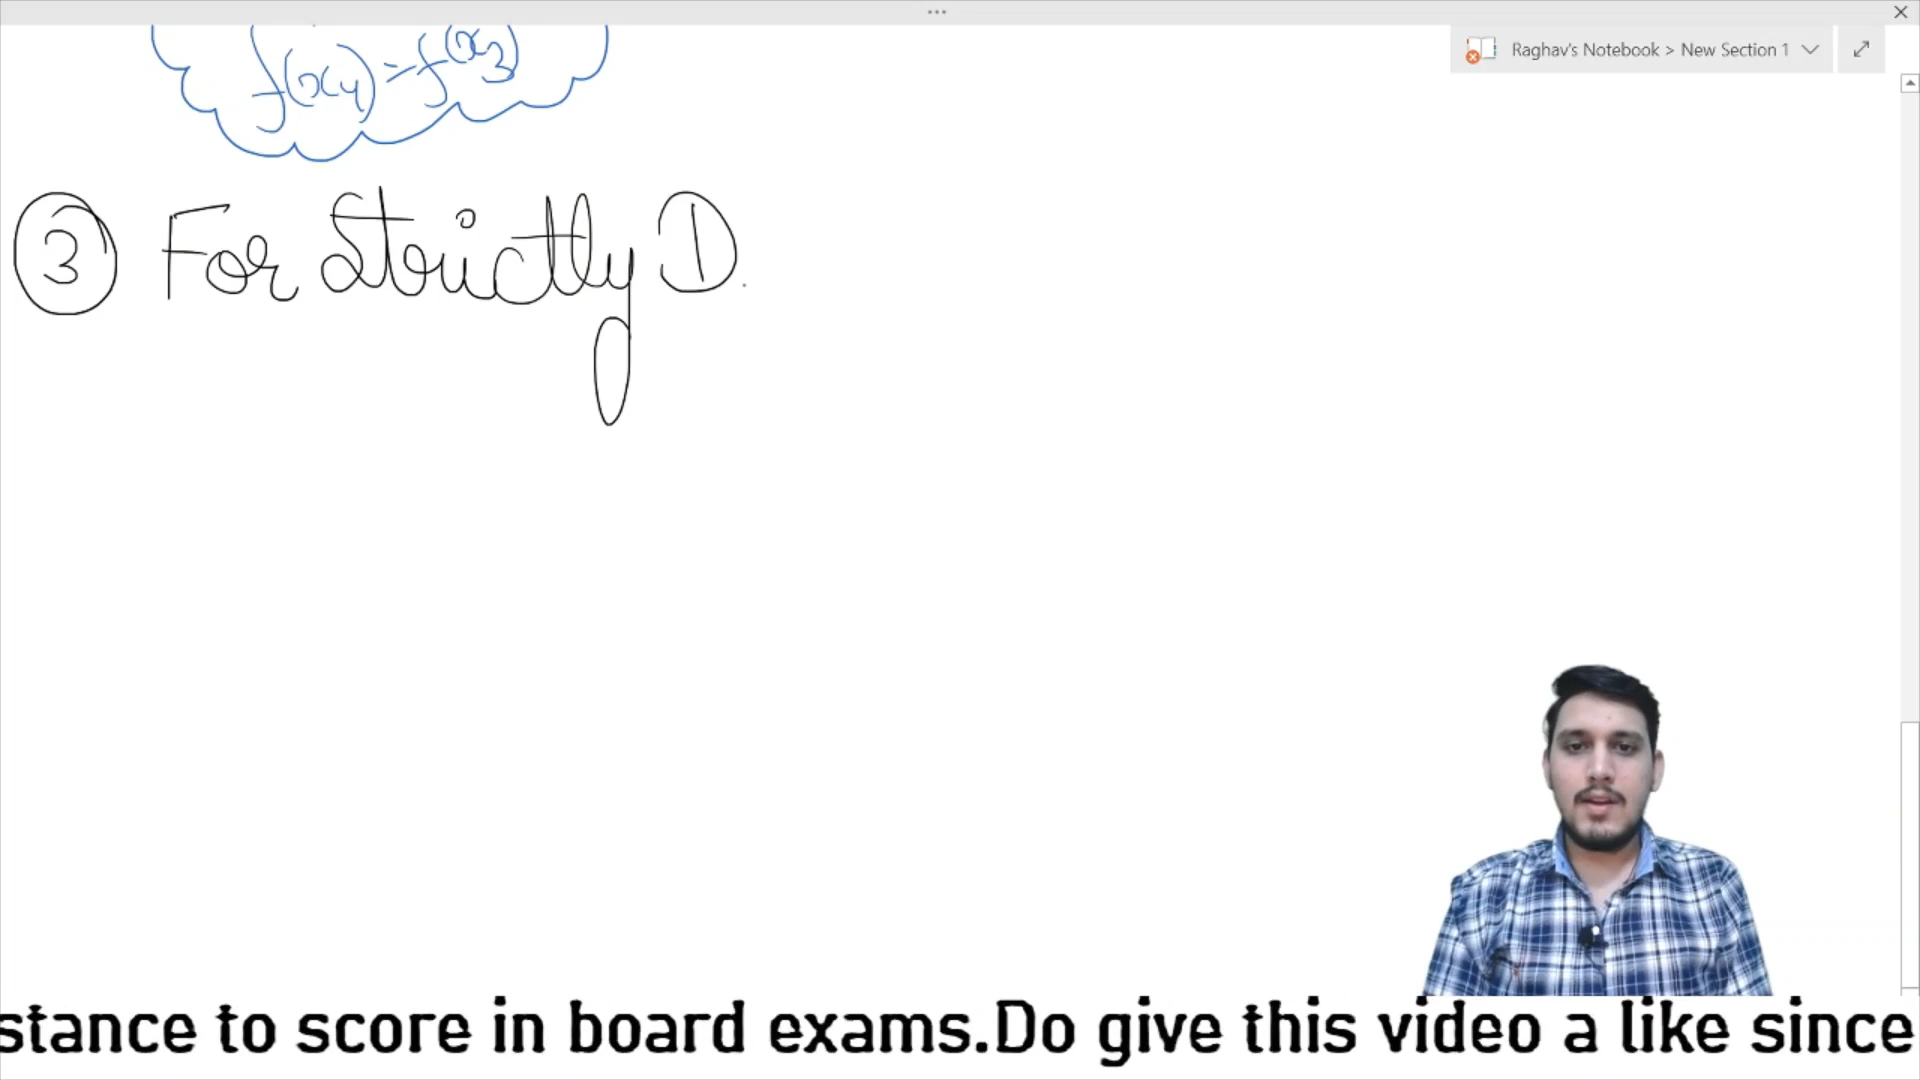 Raghav's Notebook > New Section 1
f(x4)=f(x3)
③ For Strictly D.
stance to score in board exams.Do give this video a like since